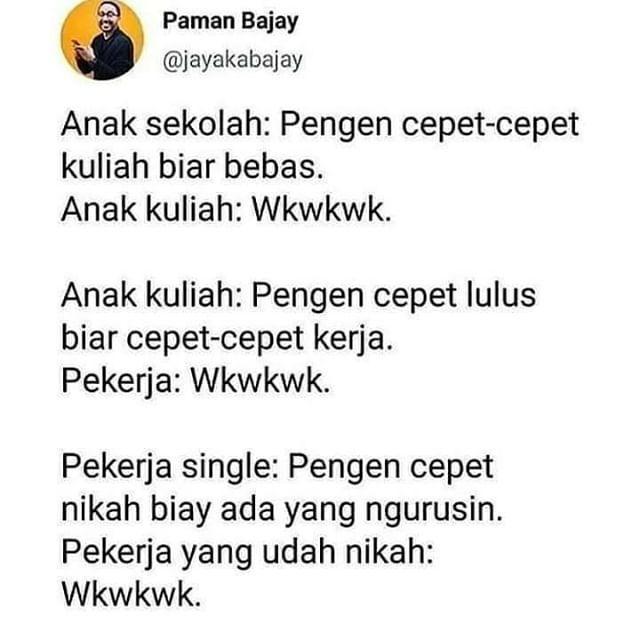 Paman Bajay
@jayakabajay
Anak sekolah: Pengen cepet-cepet
kuliah biar bebas.
Anak kuliah: Wkwkwk.
Anak kuliah: Pengen cepet lulus
biar cepet-cepet kerja.
Pekerja: Wkwkwk.
Pekerja single: Pengen cepet
nikah biay ada yang ngurusin.
Pekerja yang udah nikah:
Wkwkwk.